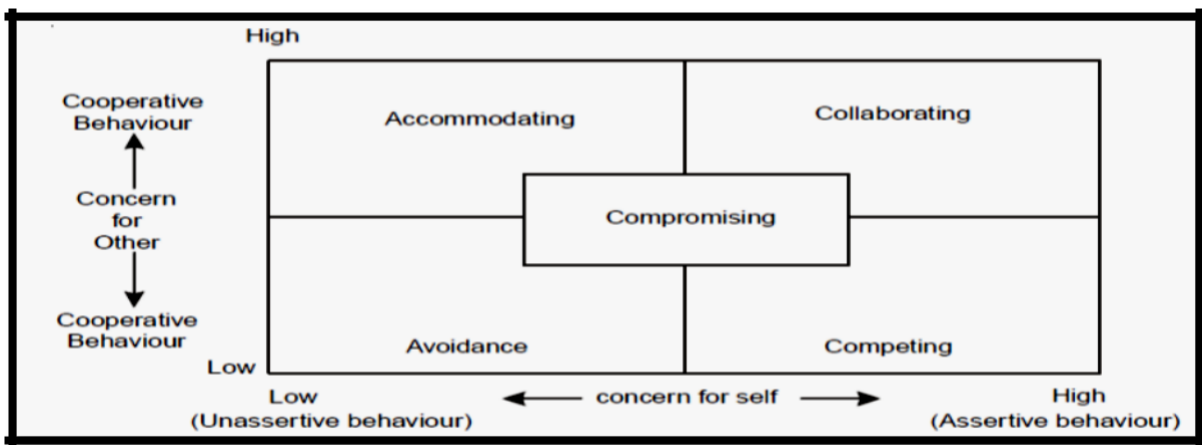 High
Cooperative
Behaviour
Accommodating
Collaborating
Concern
for
Other
Compromising
Cooperative
Behaviour
Avoidance
Competing
Low
Low
concern for self
High
(Unassertive behaviour)
(Assertive behaviour)